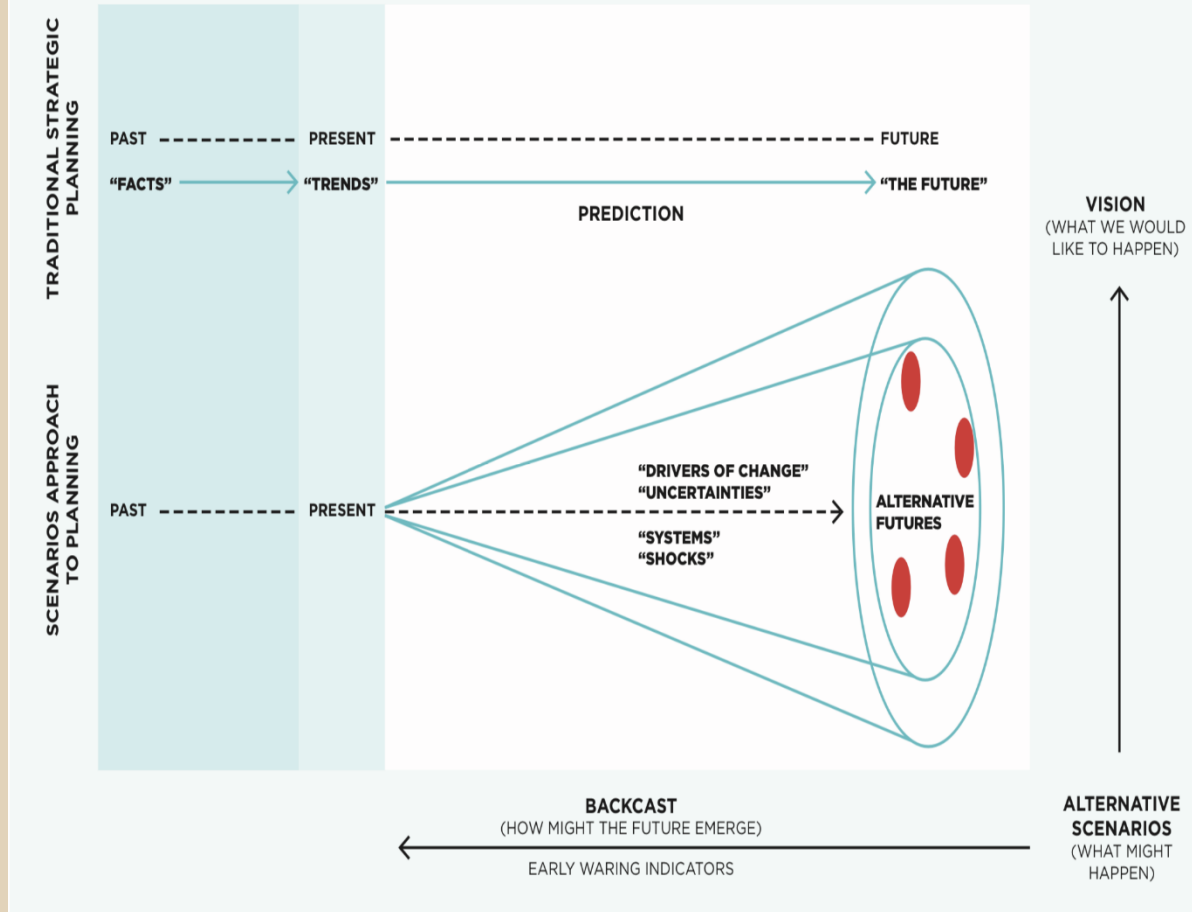 TRADITIONAL STRATEGIC
PLANNING
PAST
PRESENT
FUTURE
“FACTS”
“TRENDS”
“THE FUTURE”
PREDICTION
VISION
(WHAT WE WOULD
LIKE TO HAPPEN)
SCENARIOS APPROACH
TO PLANNING
PAST
PRESENT
“DRIVERS OF CHANGE”
“UNCERTAINTIES”
“SYSTEMS”
“SHOCKS”
ALTERNATIVE
FUTURES
BACKCAST
(HOW MIGHT THE FUTURE EMERGE)
EARLY WARING INDICATORS
ALTERNATIVE
SCENARIOS
(WHAT MIGHT
HAPPEN)